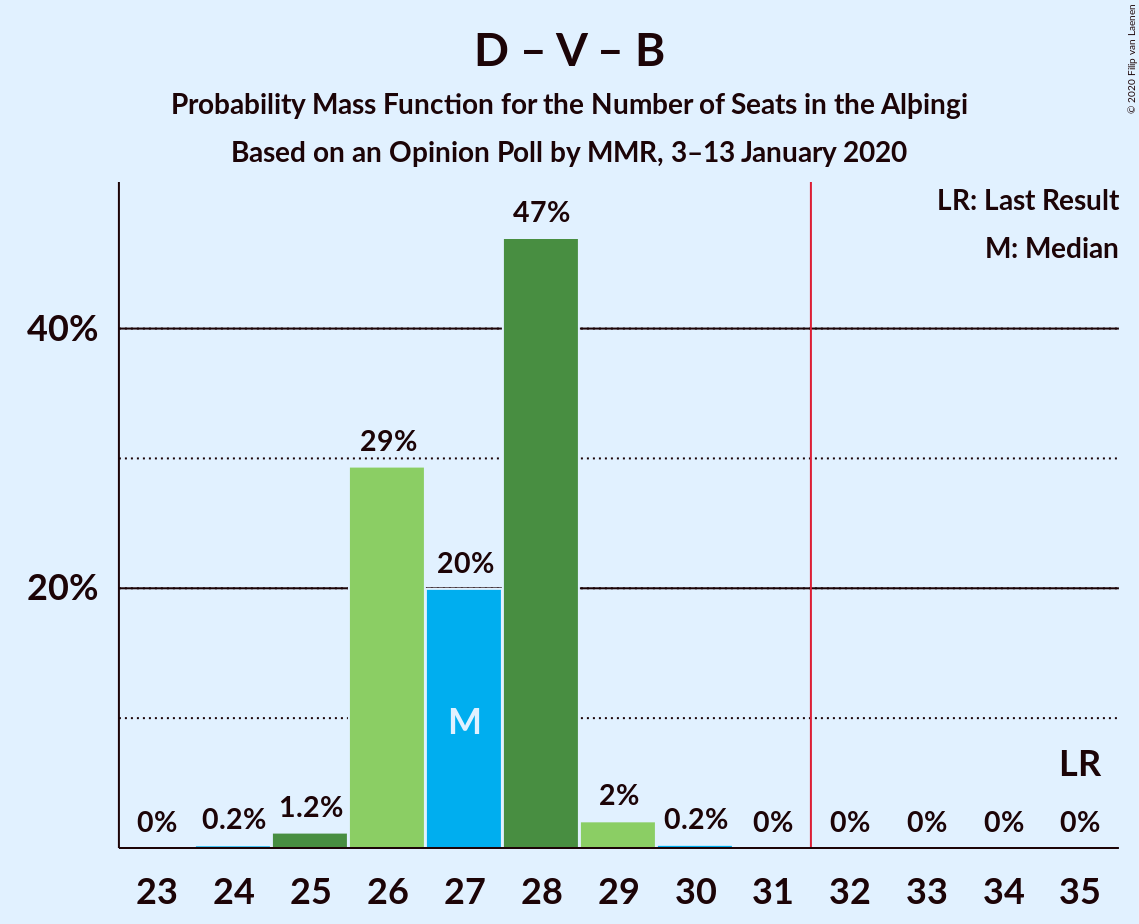 D – V – B
Probability Mass Function for the Number of Seats in the Alþingi
Based on an Opinion Poll by MMR, 3–13 January 2020
© 2020 Filip van Laenen
LR: Last Result
M: Median
47%
40%
29%
20%
20%
M
LR
0%
0.2%
1.2%
2%
0.2%
0%
0%
0%
0%
0%
23 24 25 26 27 28 29 30 31 32 33 34 35